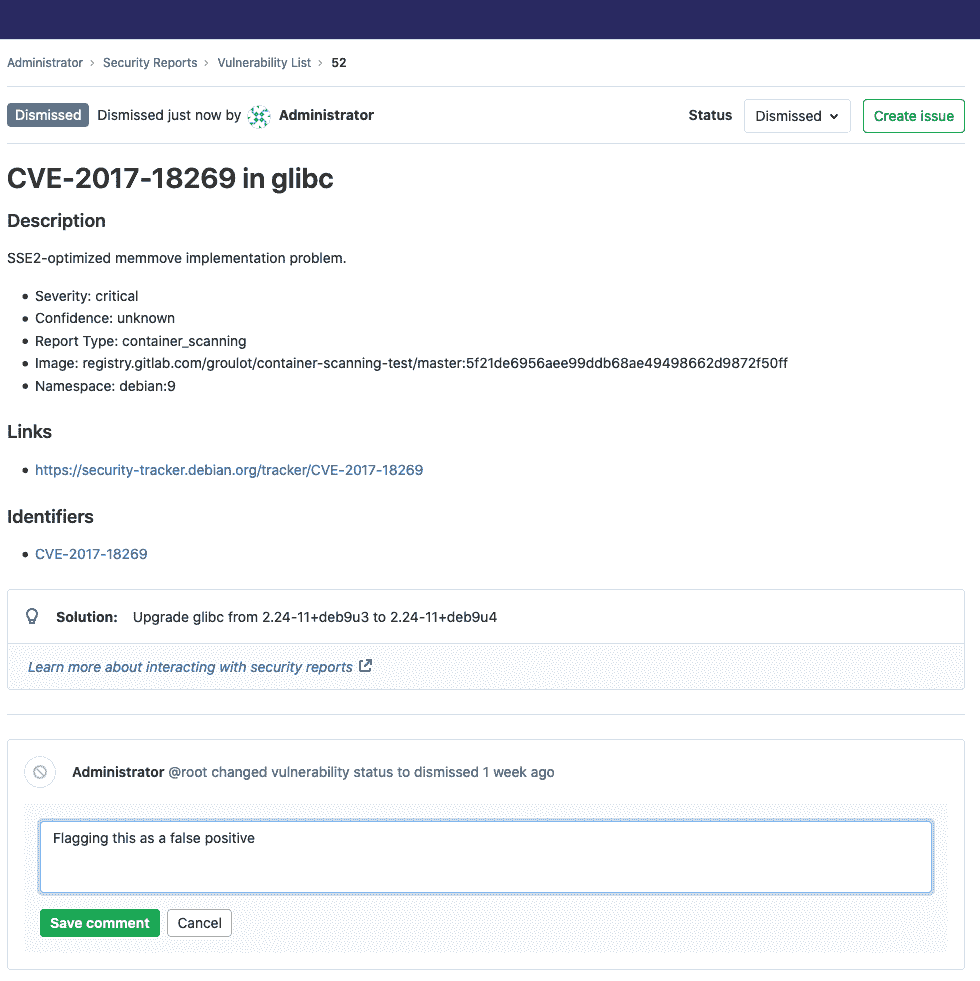 Administrator > Security Reports > Vulnerability List > 52
Dismissed Dismissed just now by Administrator Status Dismissed Create issue
CVE-2017-18269 in glibc
Description
SSE2-optimized memmove implementation problem.
• Severity: critical
• Confidence: unknown
• Report Type: container_scanning
• Image: registry.gitlab.com/groulot/container-scanning-test/master:5f21de6956aee99ddb68ae49498662d9872f50ff
• Namespace: debian:9
Links
• https://security-tracker.debian.org/tracker/CVE-2017-18269
Identifiers
• CVE-2017-18269
Solution: Upgrade glibc from 2.24-11+deb9u3 to 2.24-11+deb9u4
Learn more about interacting with security reports
Administrator @root changed vulnerability status to dismissed 1 week ago
Flagging this as a false positive
Save comment Cancel